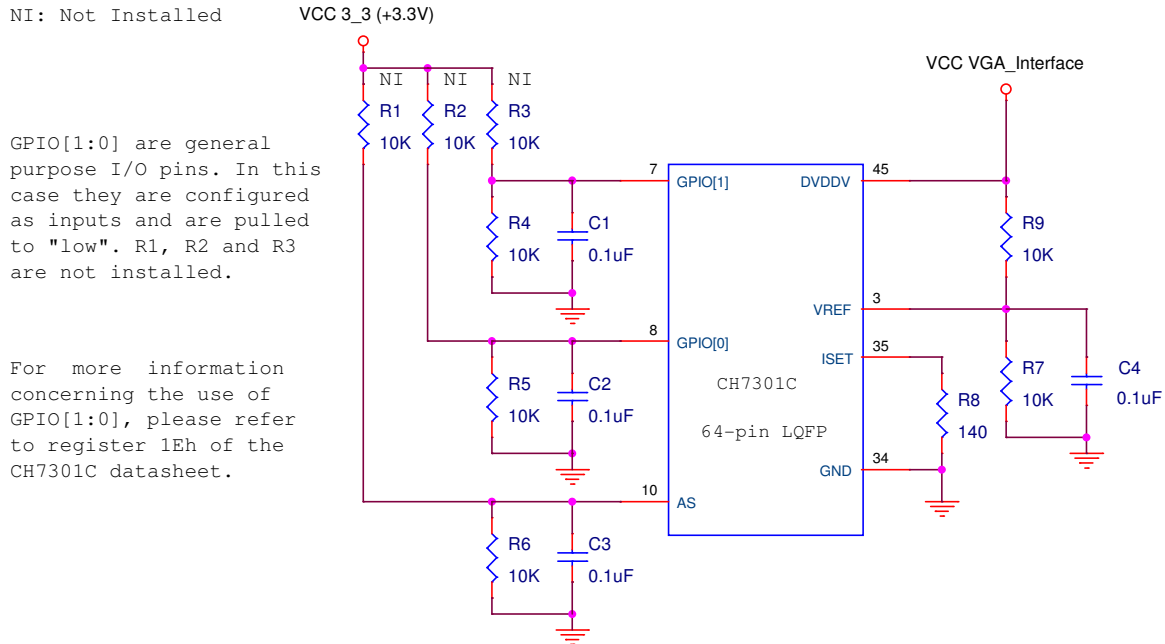 NI: Not Installed
VCC 3_3 (+3.3V)
VCC VGA_Interface
NI
NI
NI
R1
R2
R3
10K
10K
10K
GPIO[1:0] are general
purpose I/O pins. In this
case they are configured
as inputs and are pulled
to "low". R1, R2 and R3
are not installed.
For more information
concerning the use of
GPIO[1:0], please refer
to register 1Eh of the
CH7301C datasheet.
7
GPIO[1]
DVDDV
45
R4
10K
C1
0.1uF
R9
10K
VREF
3
8
GPIO[0]
ISET
35
R5
10K
C2
0.1uF
CH7301C
64-pin LQFP
R8
140
R7
10K
C4
0.1uF
GND
34
10
AS
R6
10K
C3
0.1uF